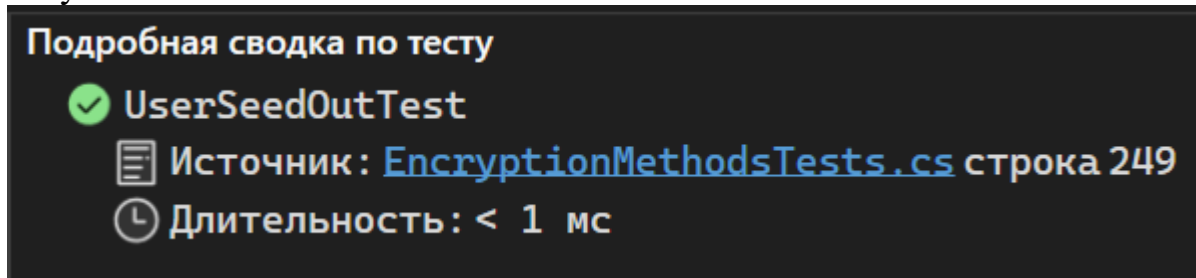 Подробная сводка по тесту
UserSeedOutTest
Источник: EncryptionMethodsTests.cs строка 249
Длительность: < 1 мс